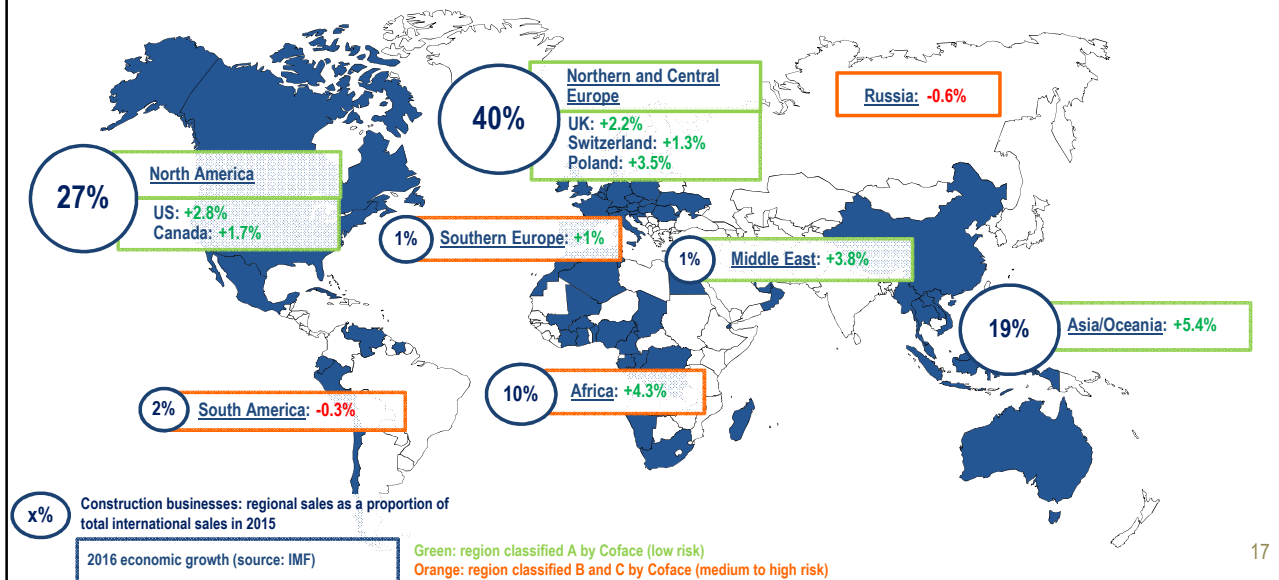 Northern and Central
Europe
40%
UK: +2.2%
Switzerland: +1.3%
Poland: +3.5%
Russia: -0.6%
27%
North America
US: +2.8%
Canada: +1.7%
1%
Southern Europe: +1%
1%
Middle East: +3.8%
19%
Asia/Oceania: +5.4%
2%
South America: -0.3%
10%
Africa: +4.3%
x%
Construction businesses: regional sales as a proportion of
total international sales in 2015
2016 economic growth (source: IMF)
Green: region classified A by Coface (low risk)
Orange: region classified B and C by Coface (medium to high risk)
17